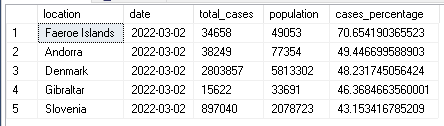 location date total_cases population cases_percentage
1 Faeroe Islands 2022-03-02 34658 49053 70.654190365523
2 Andorra 2022-03-02 38249 77354 49.446699588903
3 Denmark 2022-03-02 2803857 5813302 48.231745056424
4 Gibraltar 2022-03-02 15622 33691 46.3684663560001
5 Slovenia 2022-03-02 897040 2078723 43.153416785209